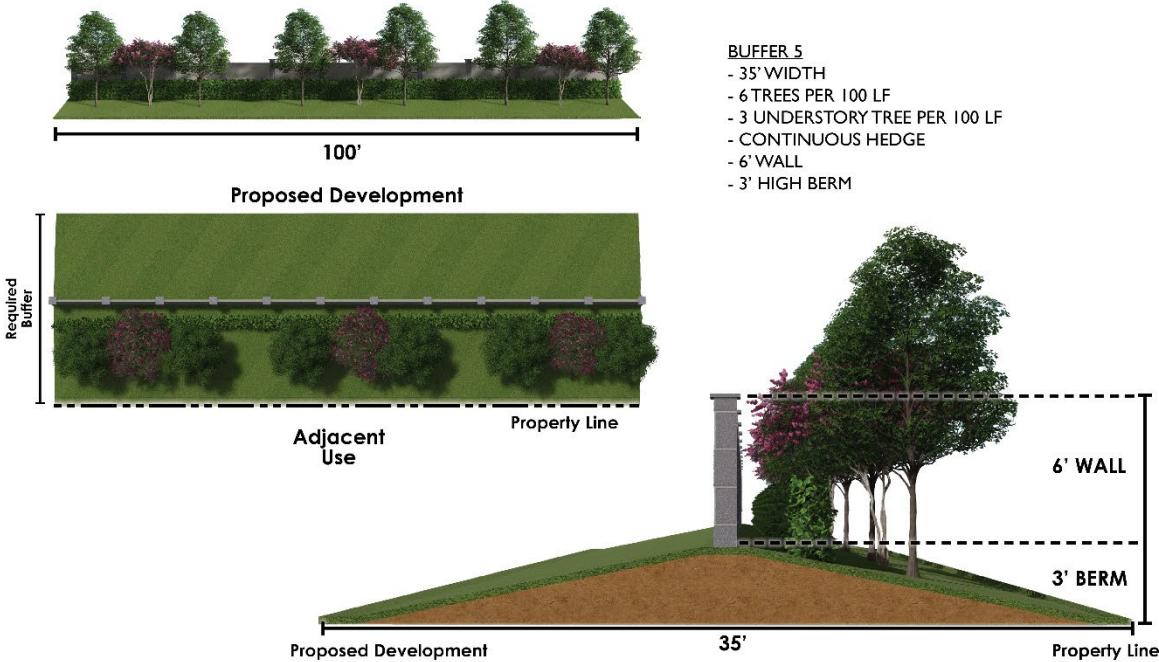 BUFFER 5
- 35' WIDTH
- 6 TREES PER 100 LF
- 3 UNDERSTORY TREE PER 100 LF
- CONTINUOUS HEDGE
- 6' WALL
- 3' HIGH BERM
100'
Proposed Development
Required
Buffer
Property Line
Adjacent
Use
6' WALL
3' BERM
Proposed Development
35'
Property Line